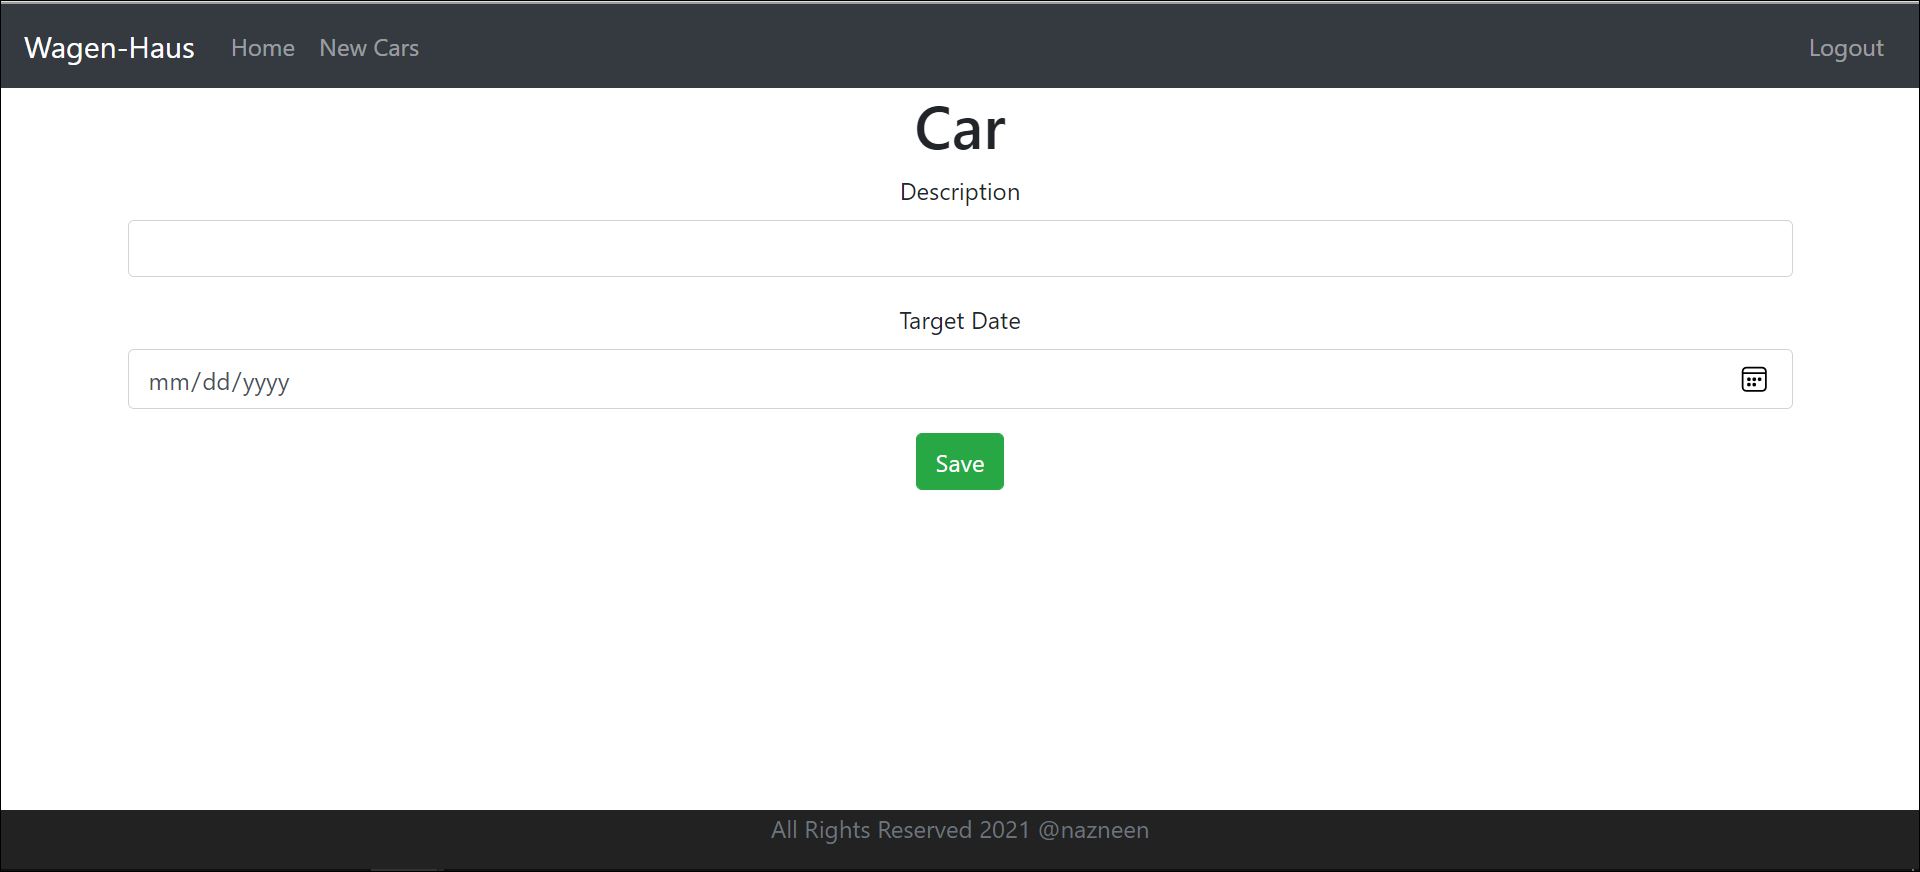 Wagen-Haus Home New Cars Logout
Car
Description
Target Date
mm/dd/yyyy
Save
All Rights Reserved 2021 @nazneen